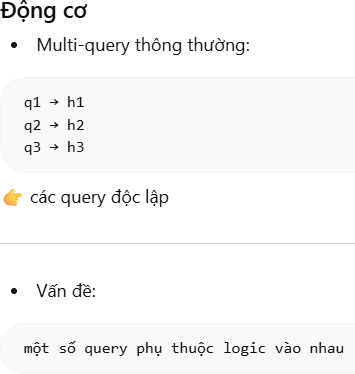 Động cơ
• Multi-query thông thường:
q1 → h1
q2 → h2
q3 → h3
👉 các query độc lập
• Vấn đề:
một số query phụ thuộc logic vào nhau